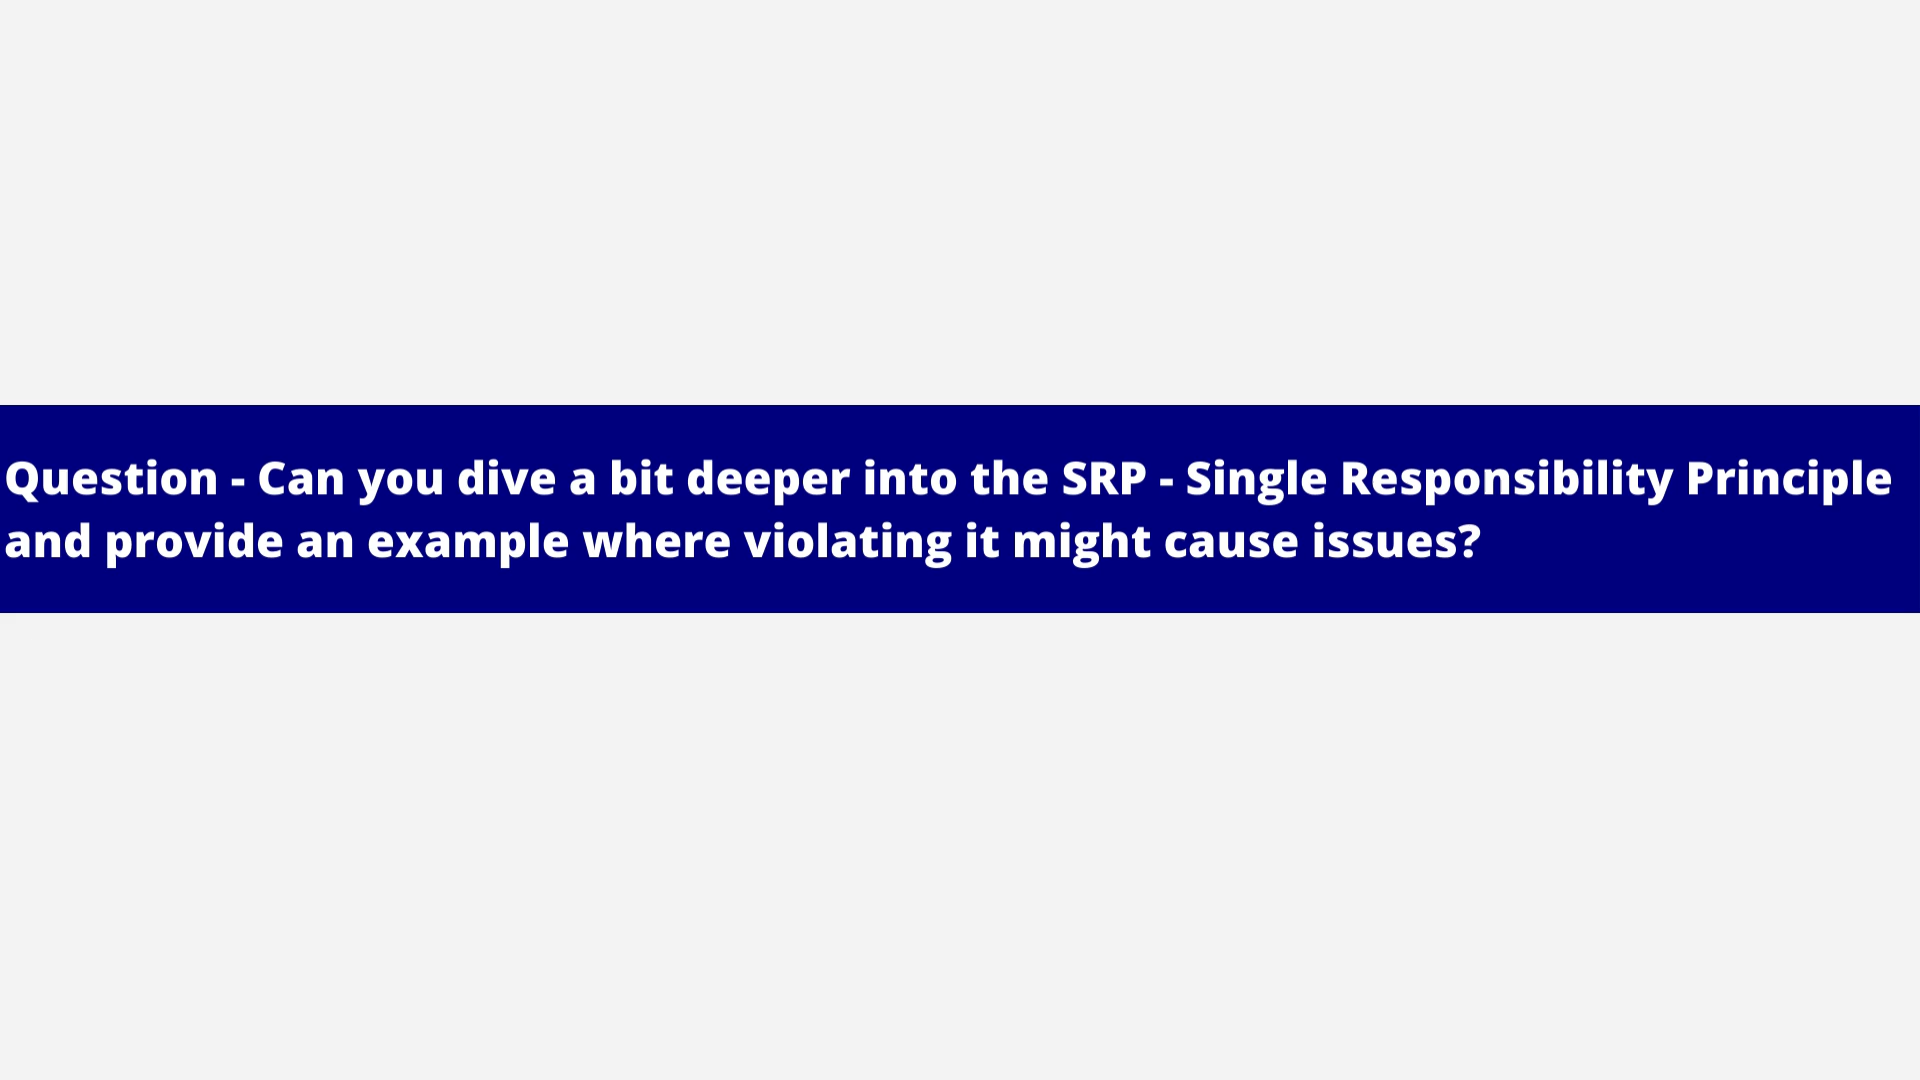 Question - Can you dive a bit deeper into the SRP - Single Responsibility Principle
and provide an example where violating it might cause issues?